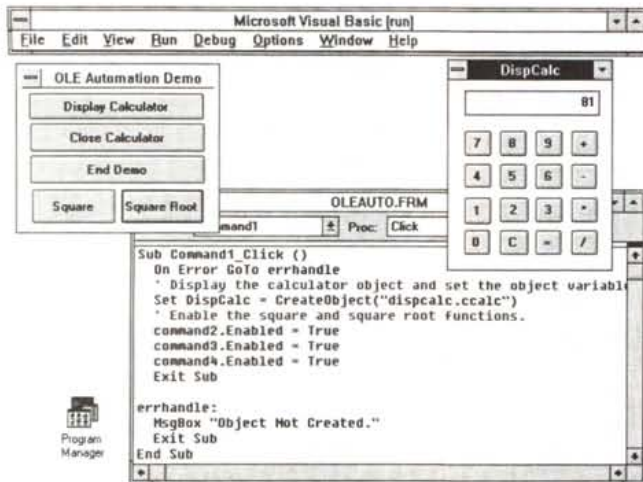 Microsoft Visual Basic [run]
File Edit View Run Debug Options Window Help
OLE Automation Demo
Display Calculator
Close Calculator
End Demo
Square Square Root
DispCalc
81
7 8 9 +
4 5 6 -
1 2 3 *
0 C = /
OLEAUTO.FRM
mmand1 Proc: Click
Sub Command1_Click ()
On Error GoTo errhandle
' Display the calculator object and set the object variabl
Set DispCalc = CreateObject("dispcalc.ccalc")
' Enable the square and square root functions.
command2.Enabled = True
command3.Enabled = True
command4.Enabled = True
Exit Sub
errhandle:
MsgBox "Object Not Created."
Exit Sub
End Sub
Program
Manager